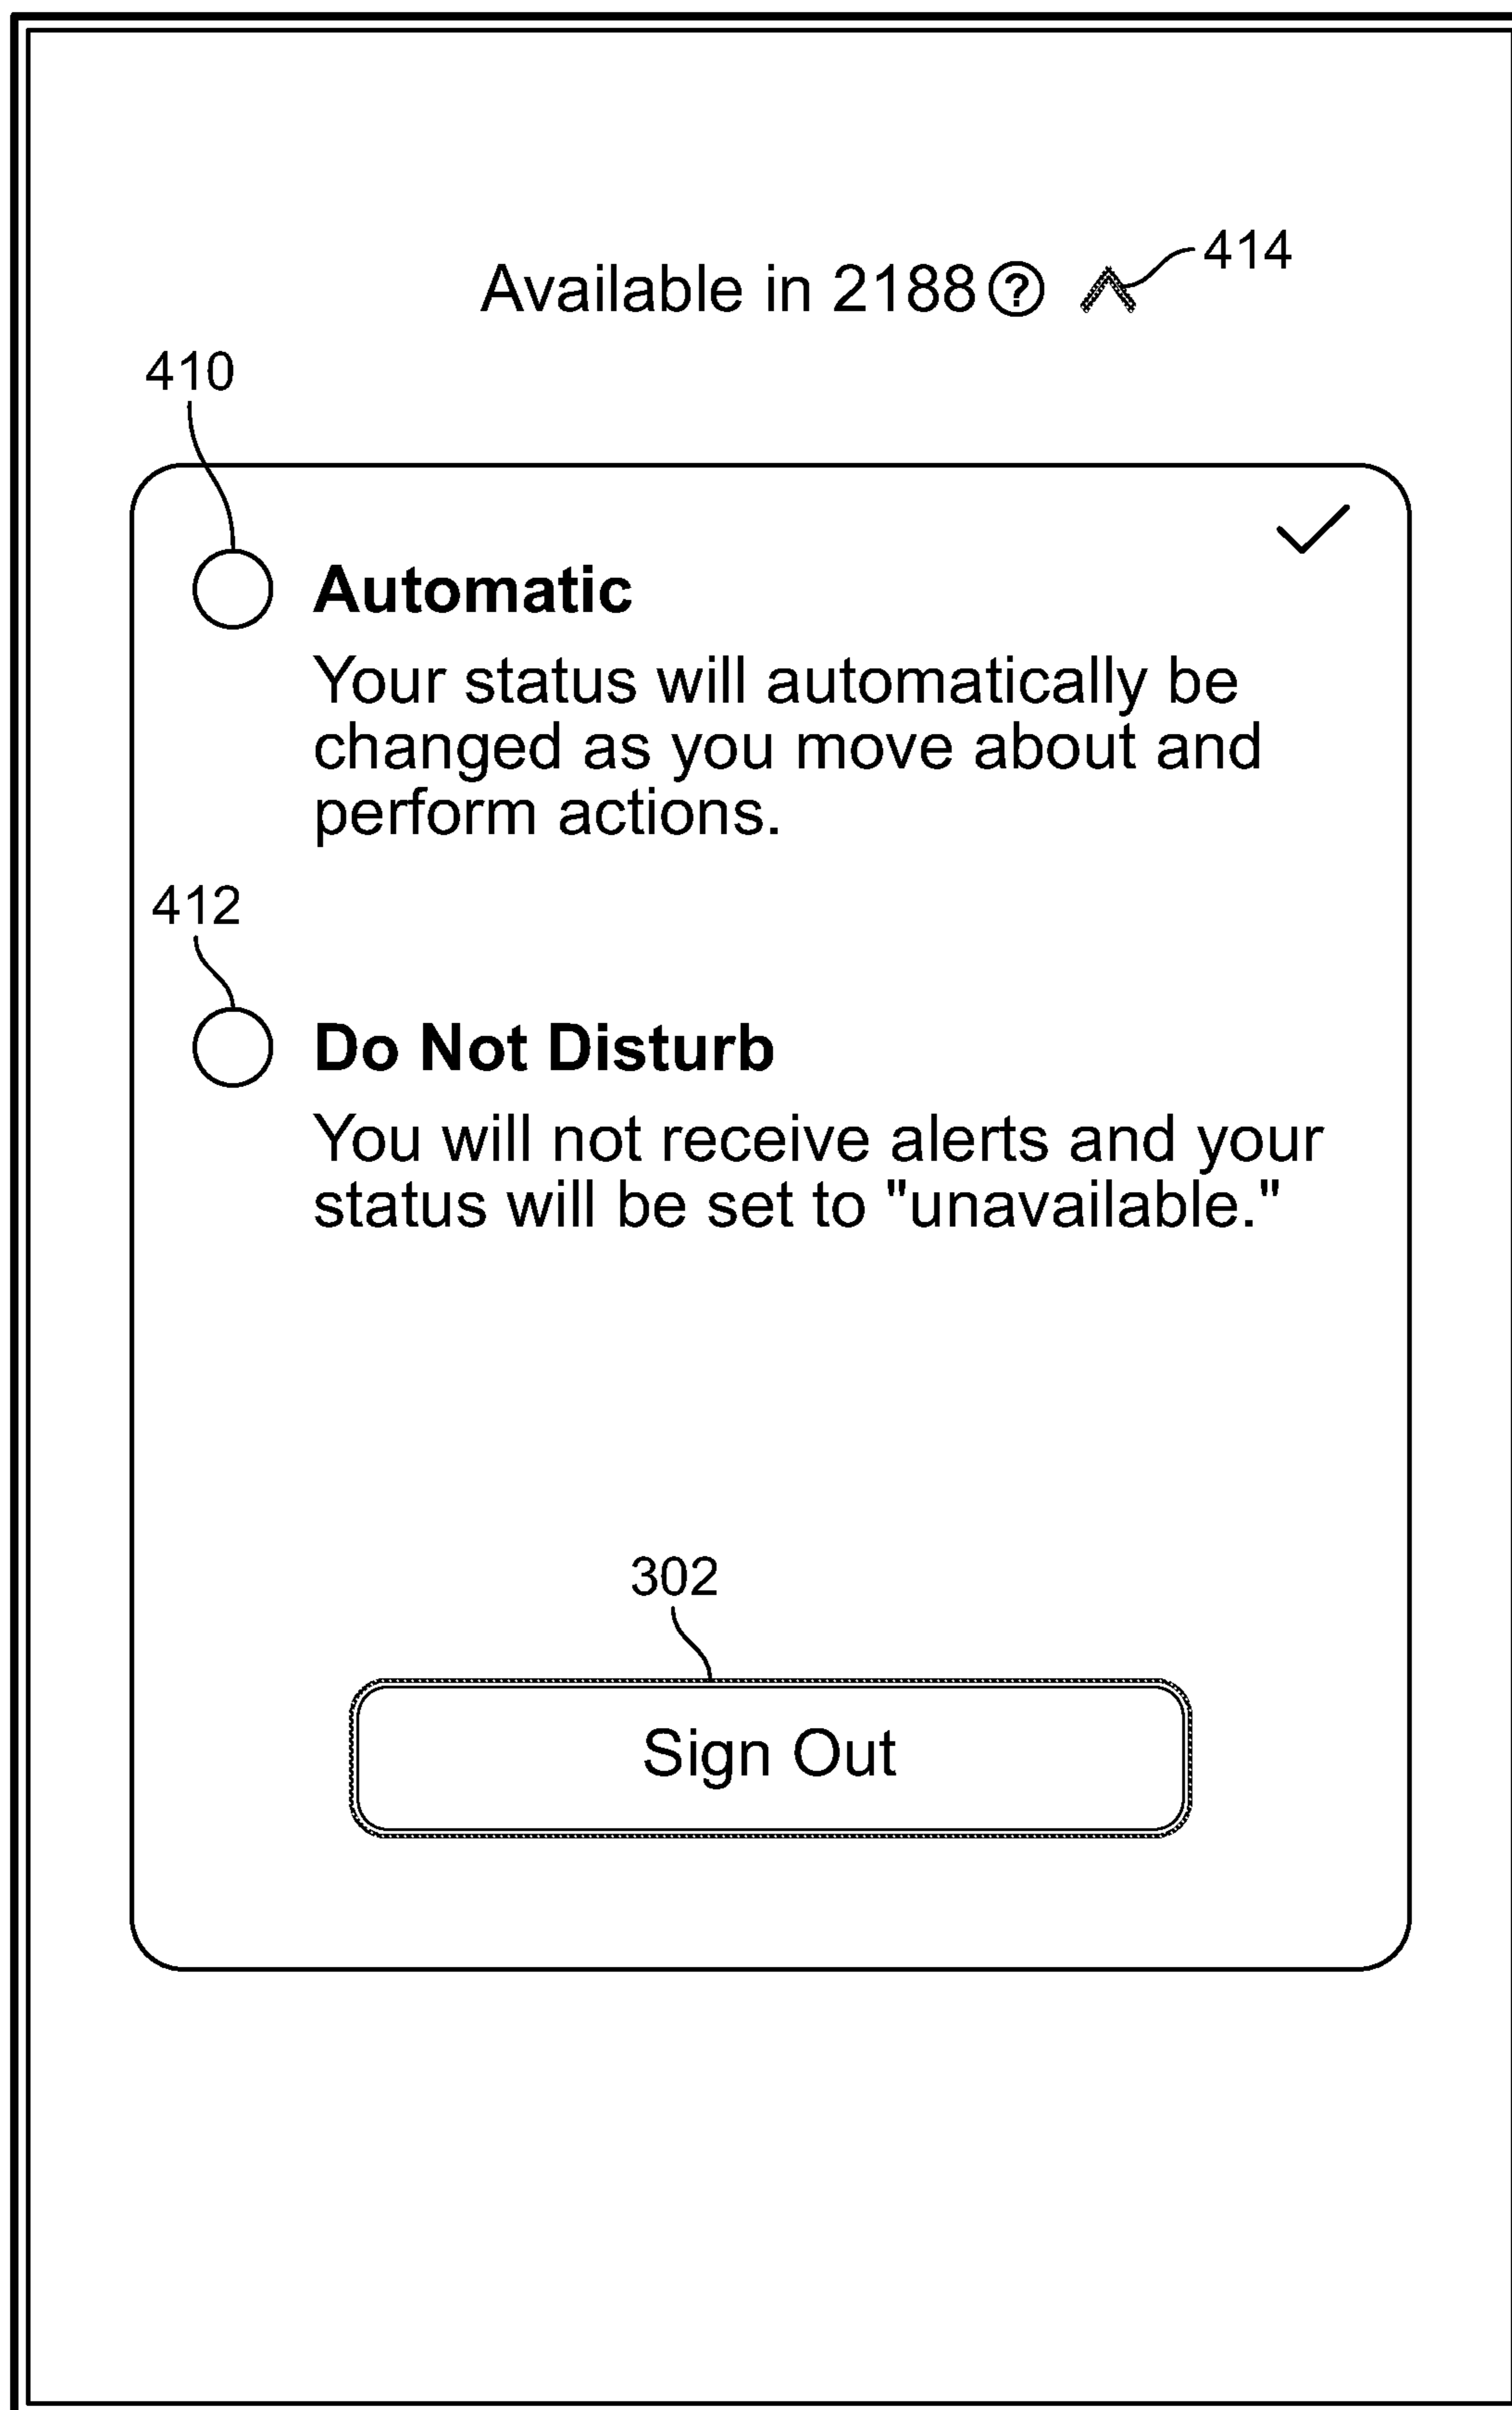 414
Available in 2188 ?
410
Automatic
Your status will automatically be
changed as you move about and
perform actions.
412
Do Not Disturb
You will not receive alerts and your
status will be set to "unavailable."
302
Sign Out